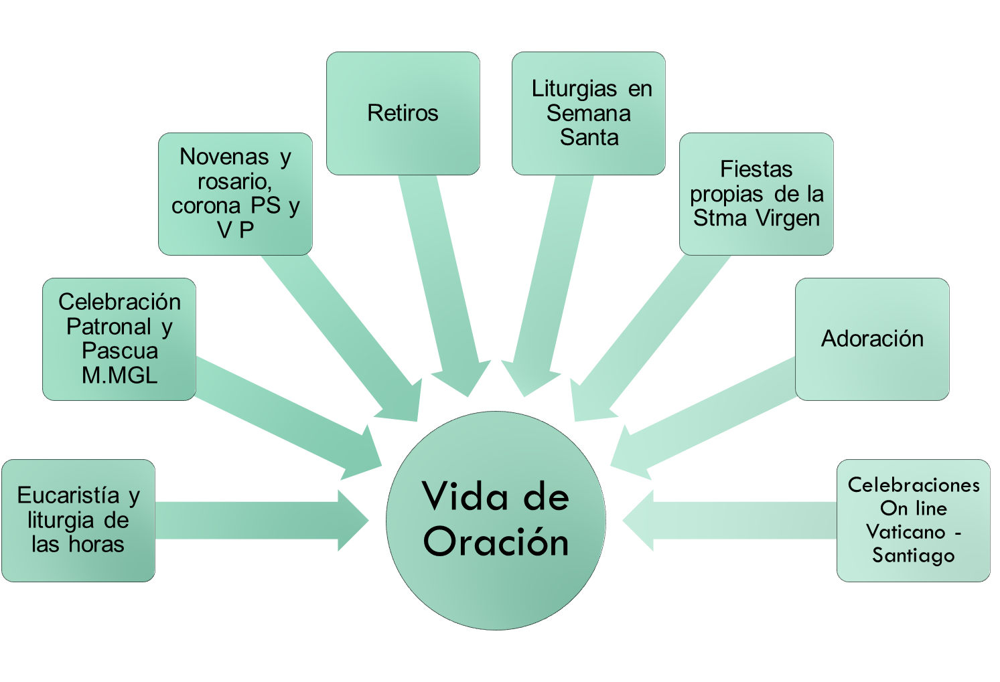 Retiros
Liturgias en
Semana
Santa
Novenas y
rosario,
corona PS y
V P
Fiestas
propias de la
Stma Virgen
Celebración
Patronal y
Pascua
M.MGL
Adoración
Eucaristía y
liturgia de
las horas
Vida de
Oración
Celebraciones
On line
Vaticano -
Santiago